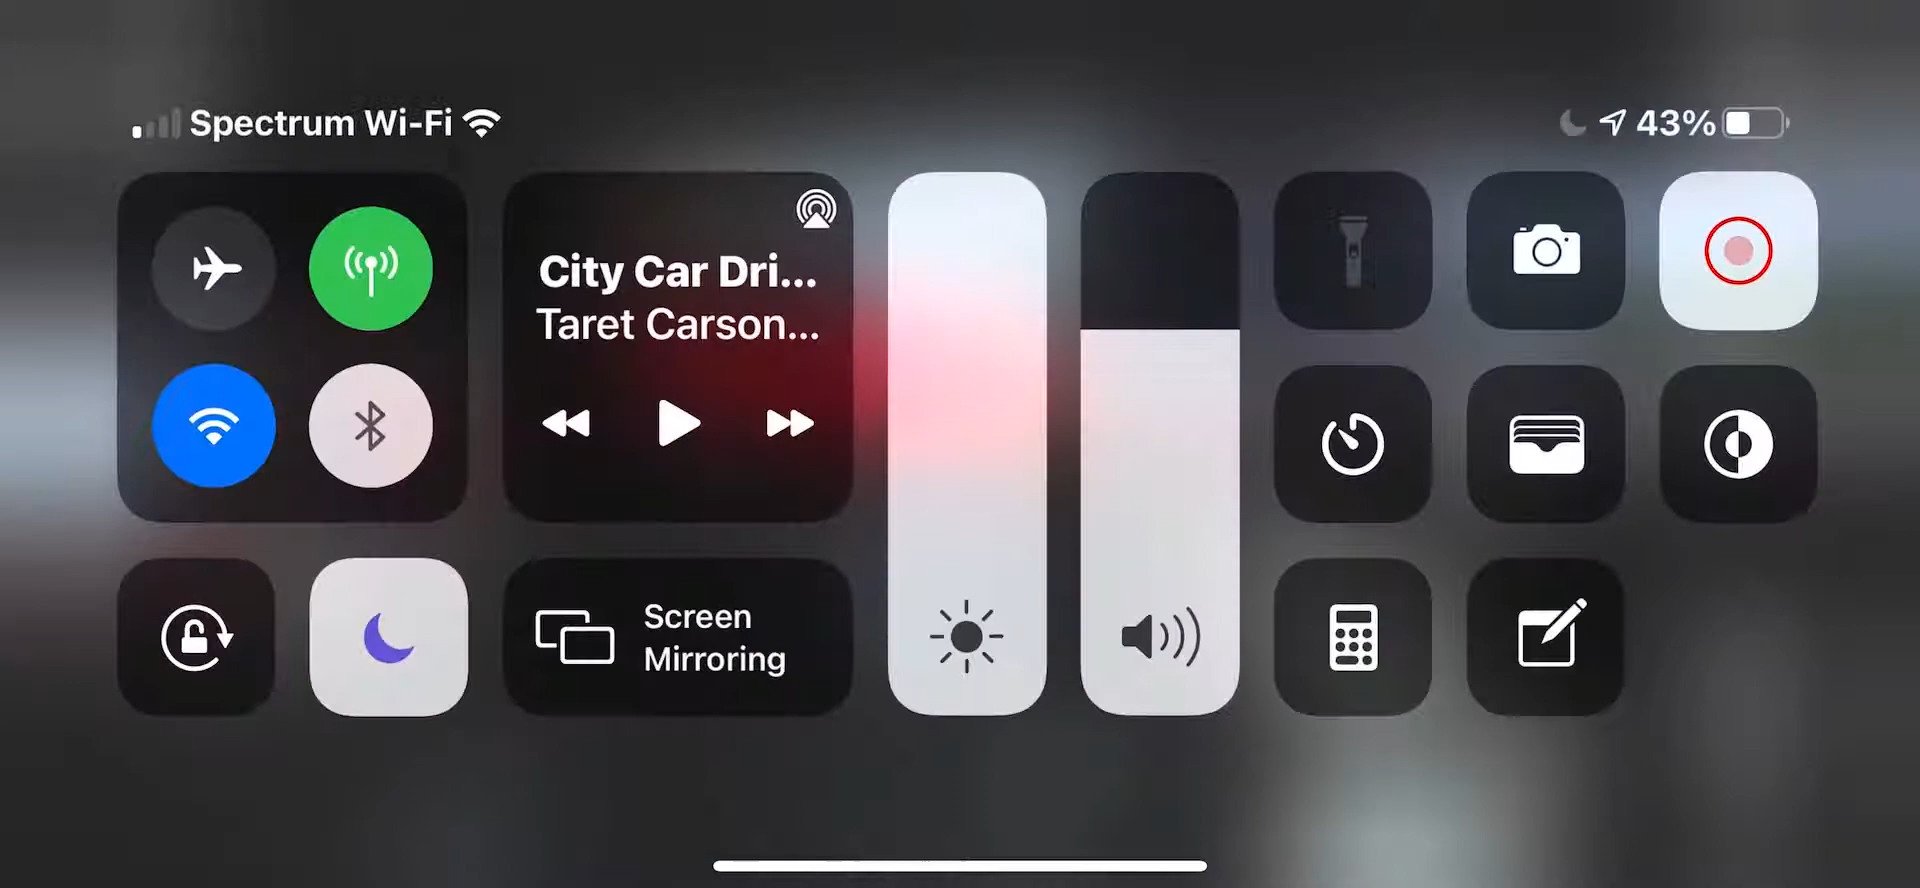 Spectrum Wi-Fi
43%
City Car Dri...
Taret Carson...
Screen
Mirroring